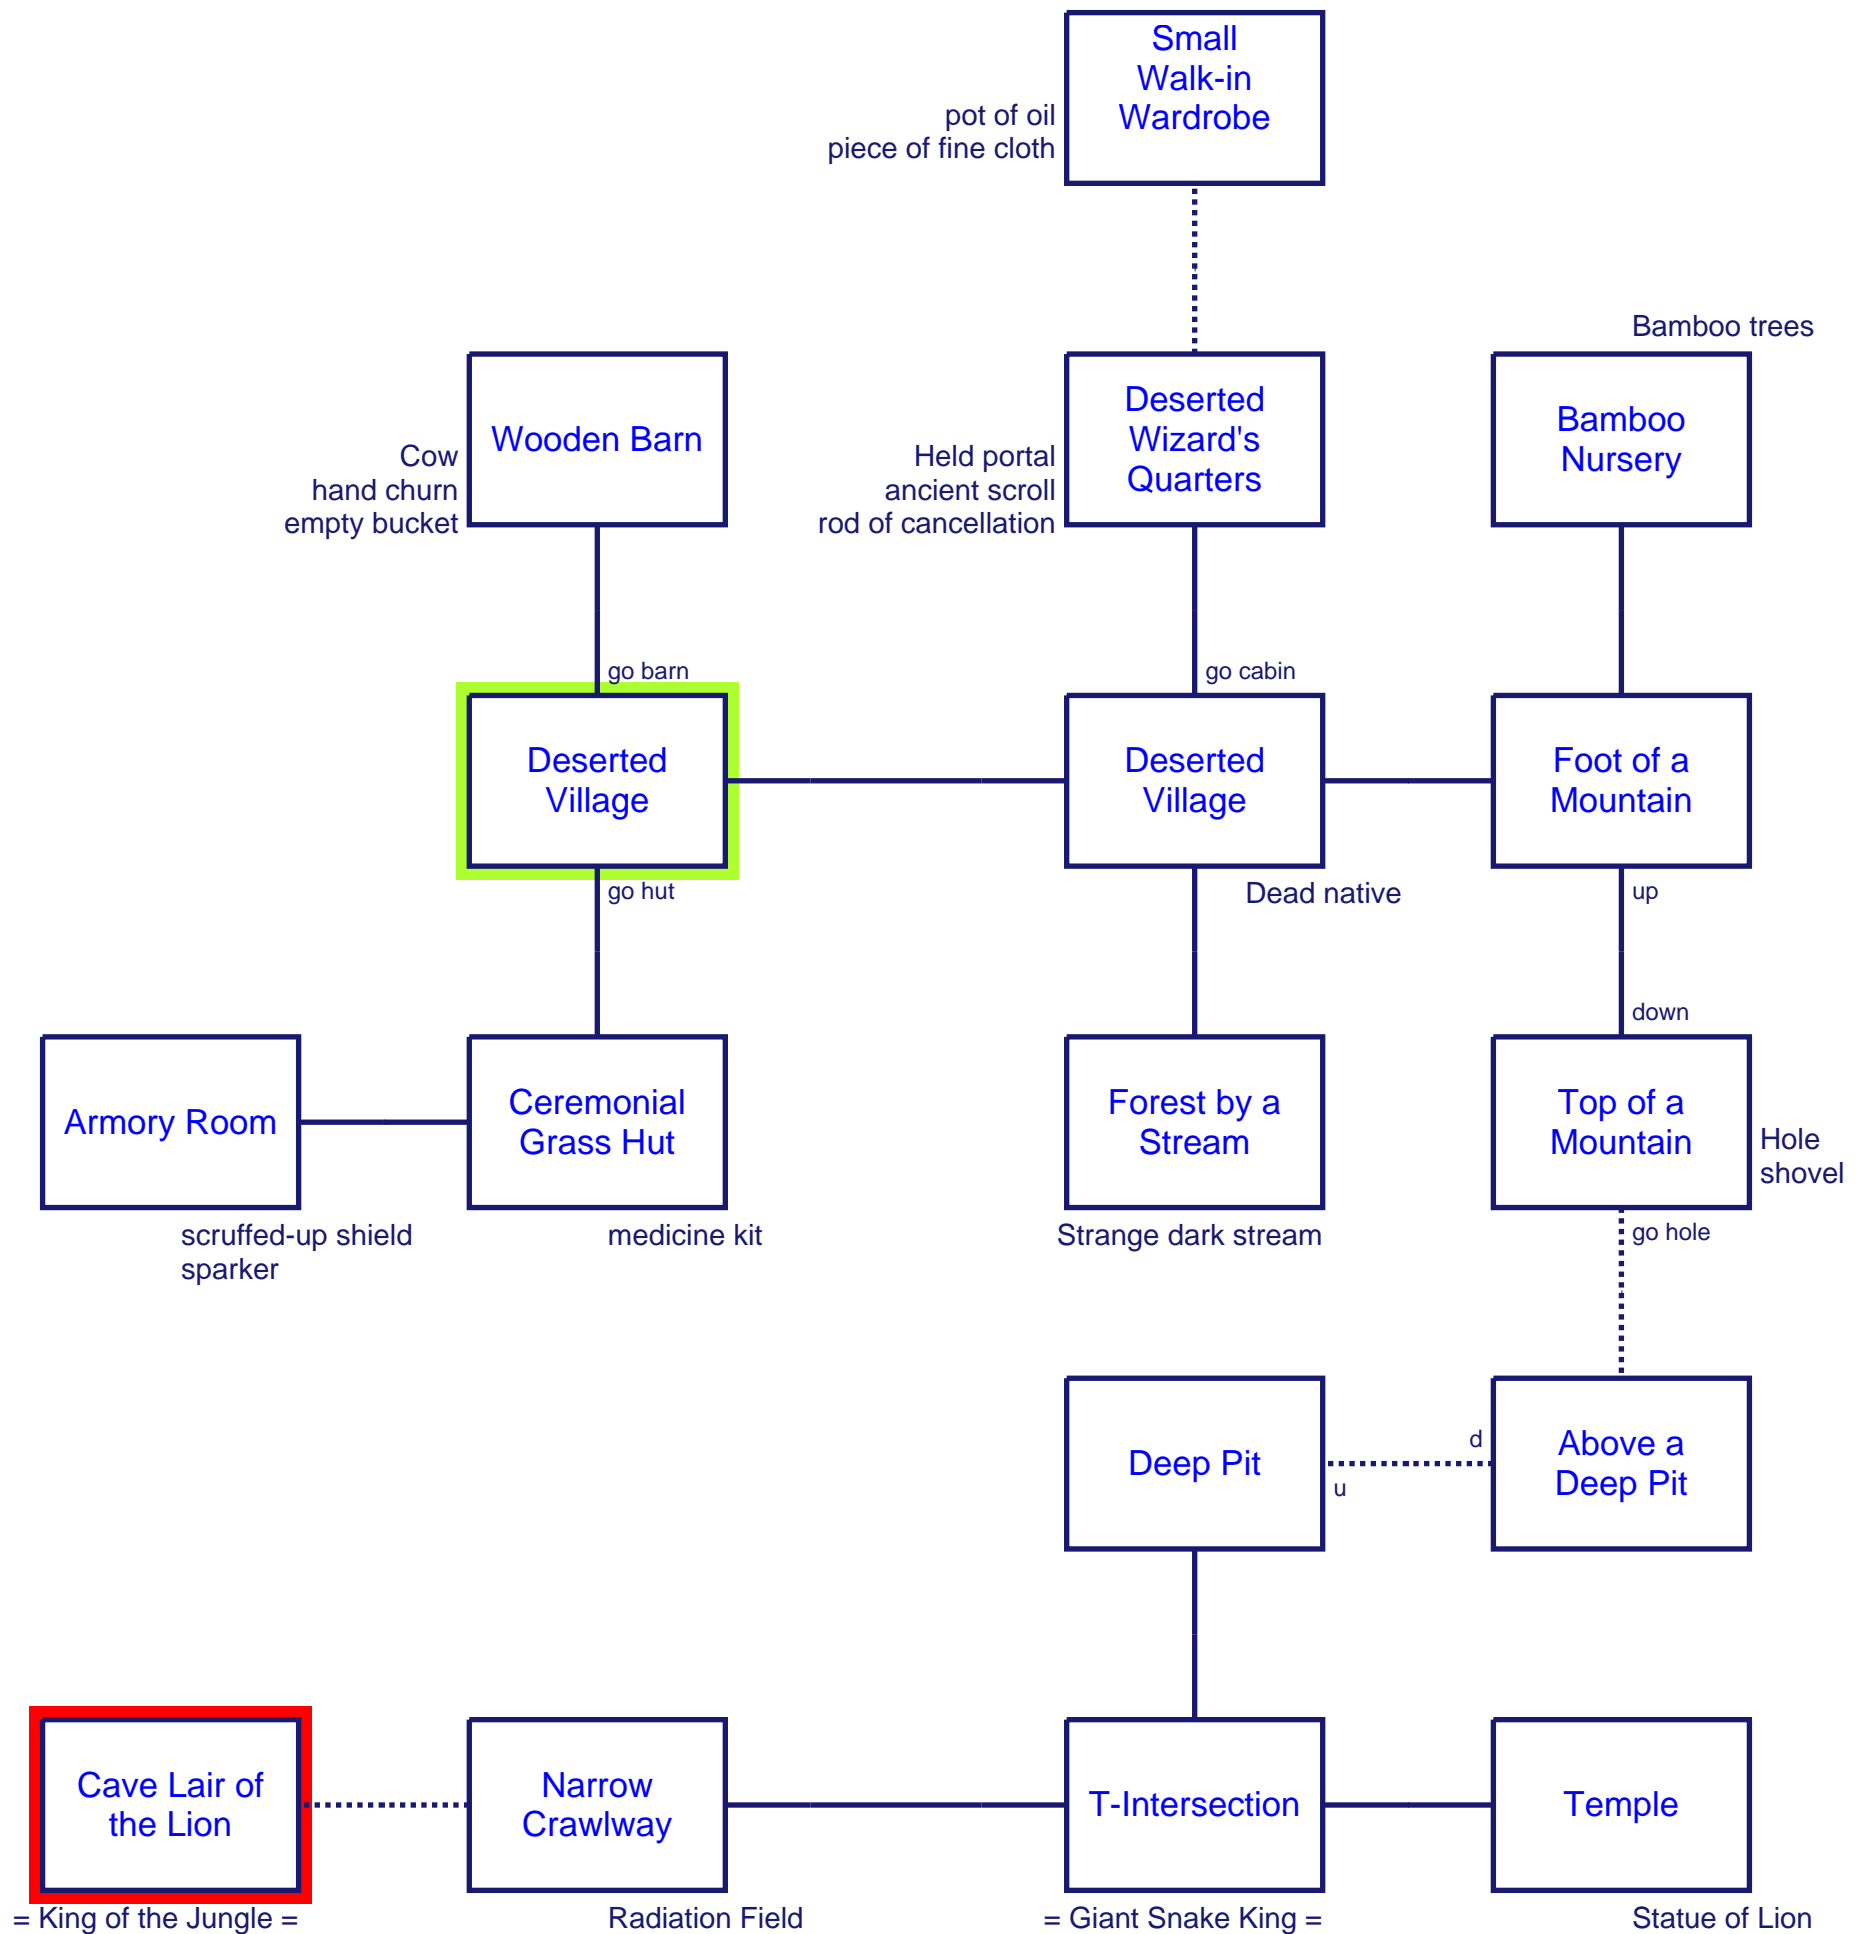 Small
Walk-in
Wardrobe
pot of oil
piece of fine cloth
Bamboo trees
Wooden Barn
Cow
hand churn
empty bucket
Deserted
Wizard's
Quarters
Held portal
ancient scroll
rod of cancellation
Bamboo
Nursery
go barn
go cabin
Deserted
Village
Deserted
Village
Foot of a
Mountain
go hut
Dead native
up
down
Armory Room
Ceremonial
Grass Hut
Forest by a
Stream
Top of a
Mountain
Hole
shovel
scruffed-up shield
sparker
medicine kit
Strange dark stream
go hole
Deep Pit
d
u
Above a
Deep Pit
Cave Lair of
the Lion
Narrow
Crawlway
T-Intersection
Temple
= King of the Jungle =
Radiation Field
= Giant Snake King =
Statue of Lion